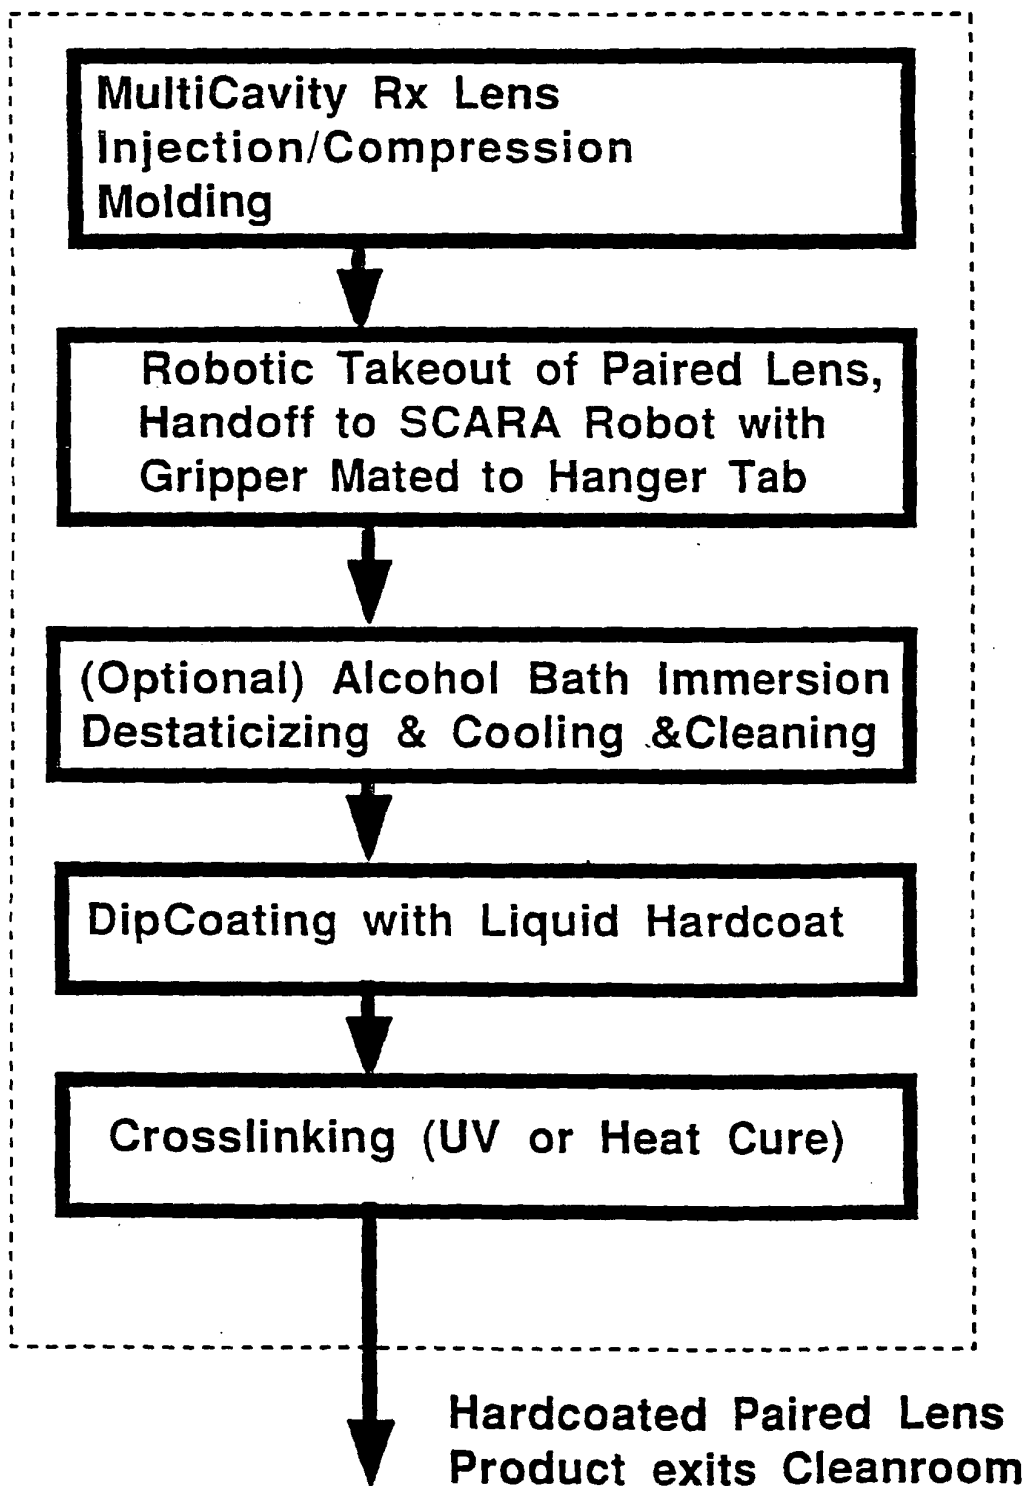 MultiCavity Rx Lens
Injection/Compression
Molding
Robotic Takeout of Paired Lens,
Handoff to SCARA Robot with
Gripper Mated to Hanger Tab
(Optional) Alcohol Bath Immersion
Destaticizing & Cooling &Cleaning
DipCoating with Liquid Hardcoat
Crosslinking (UV or Heat Cure)
Hardcoated Paired Lens
Product exits Cleanroom